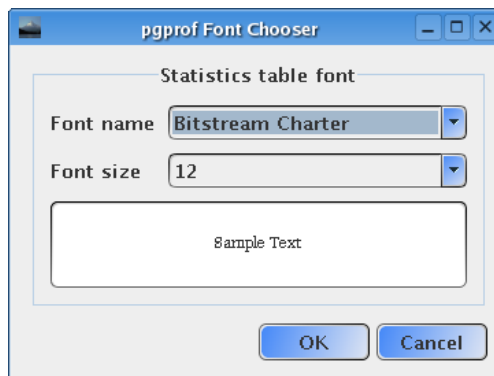 pgprof Font Chooser
Statistics table font
Font name Bitstream Charter
Font size 12
Sample Text
OK Cancel